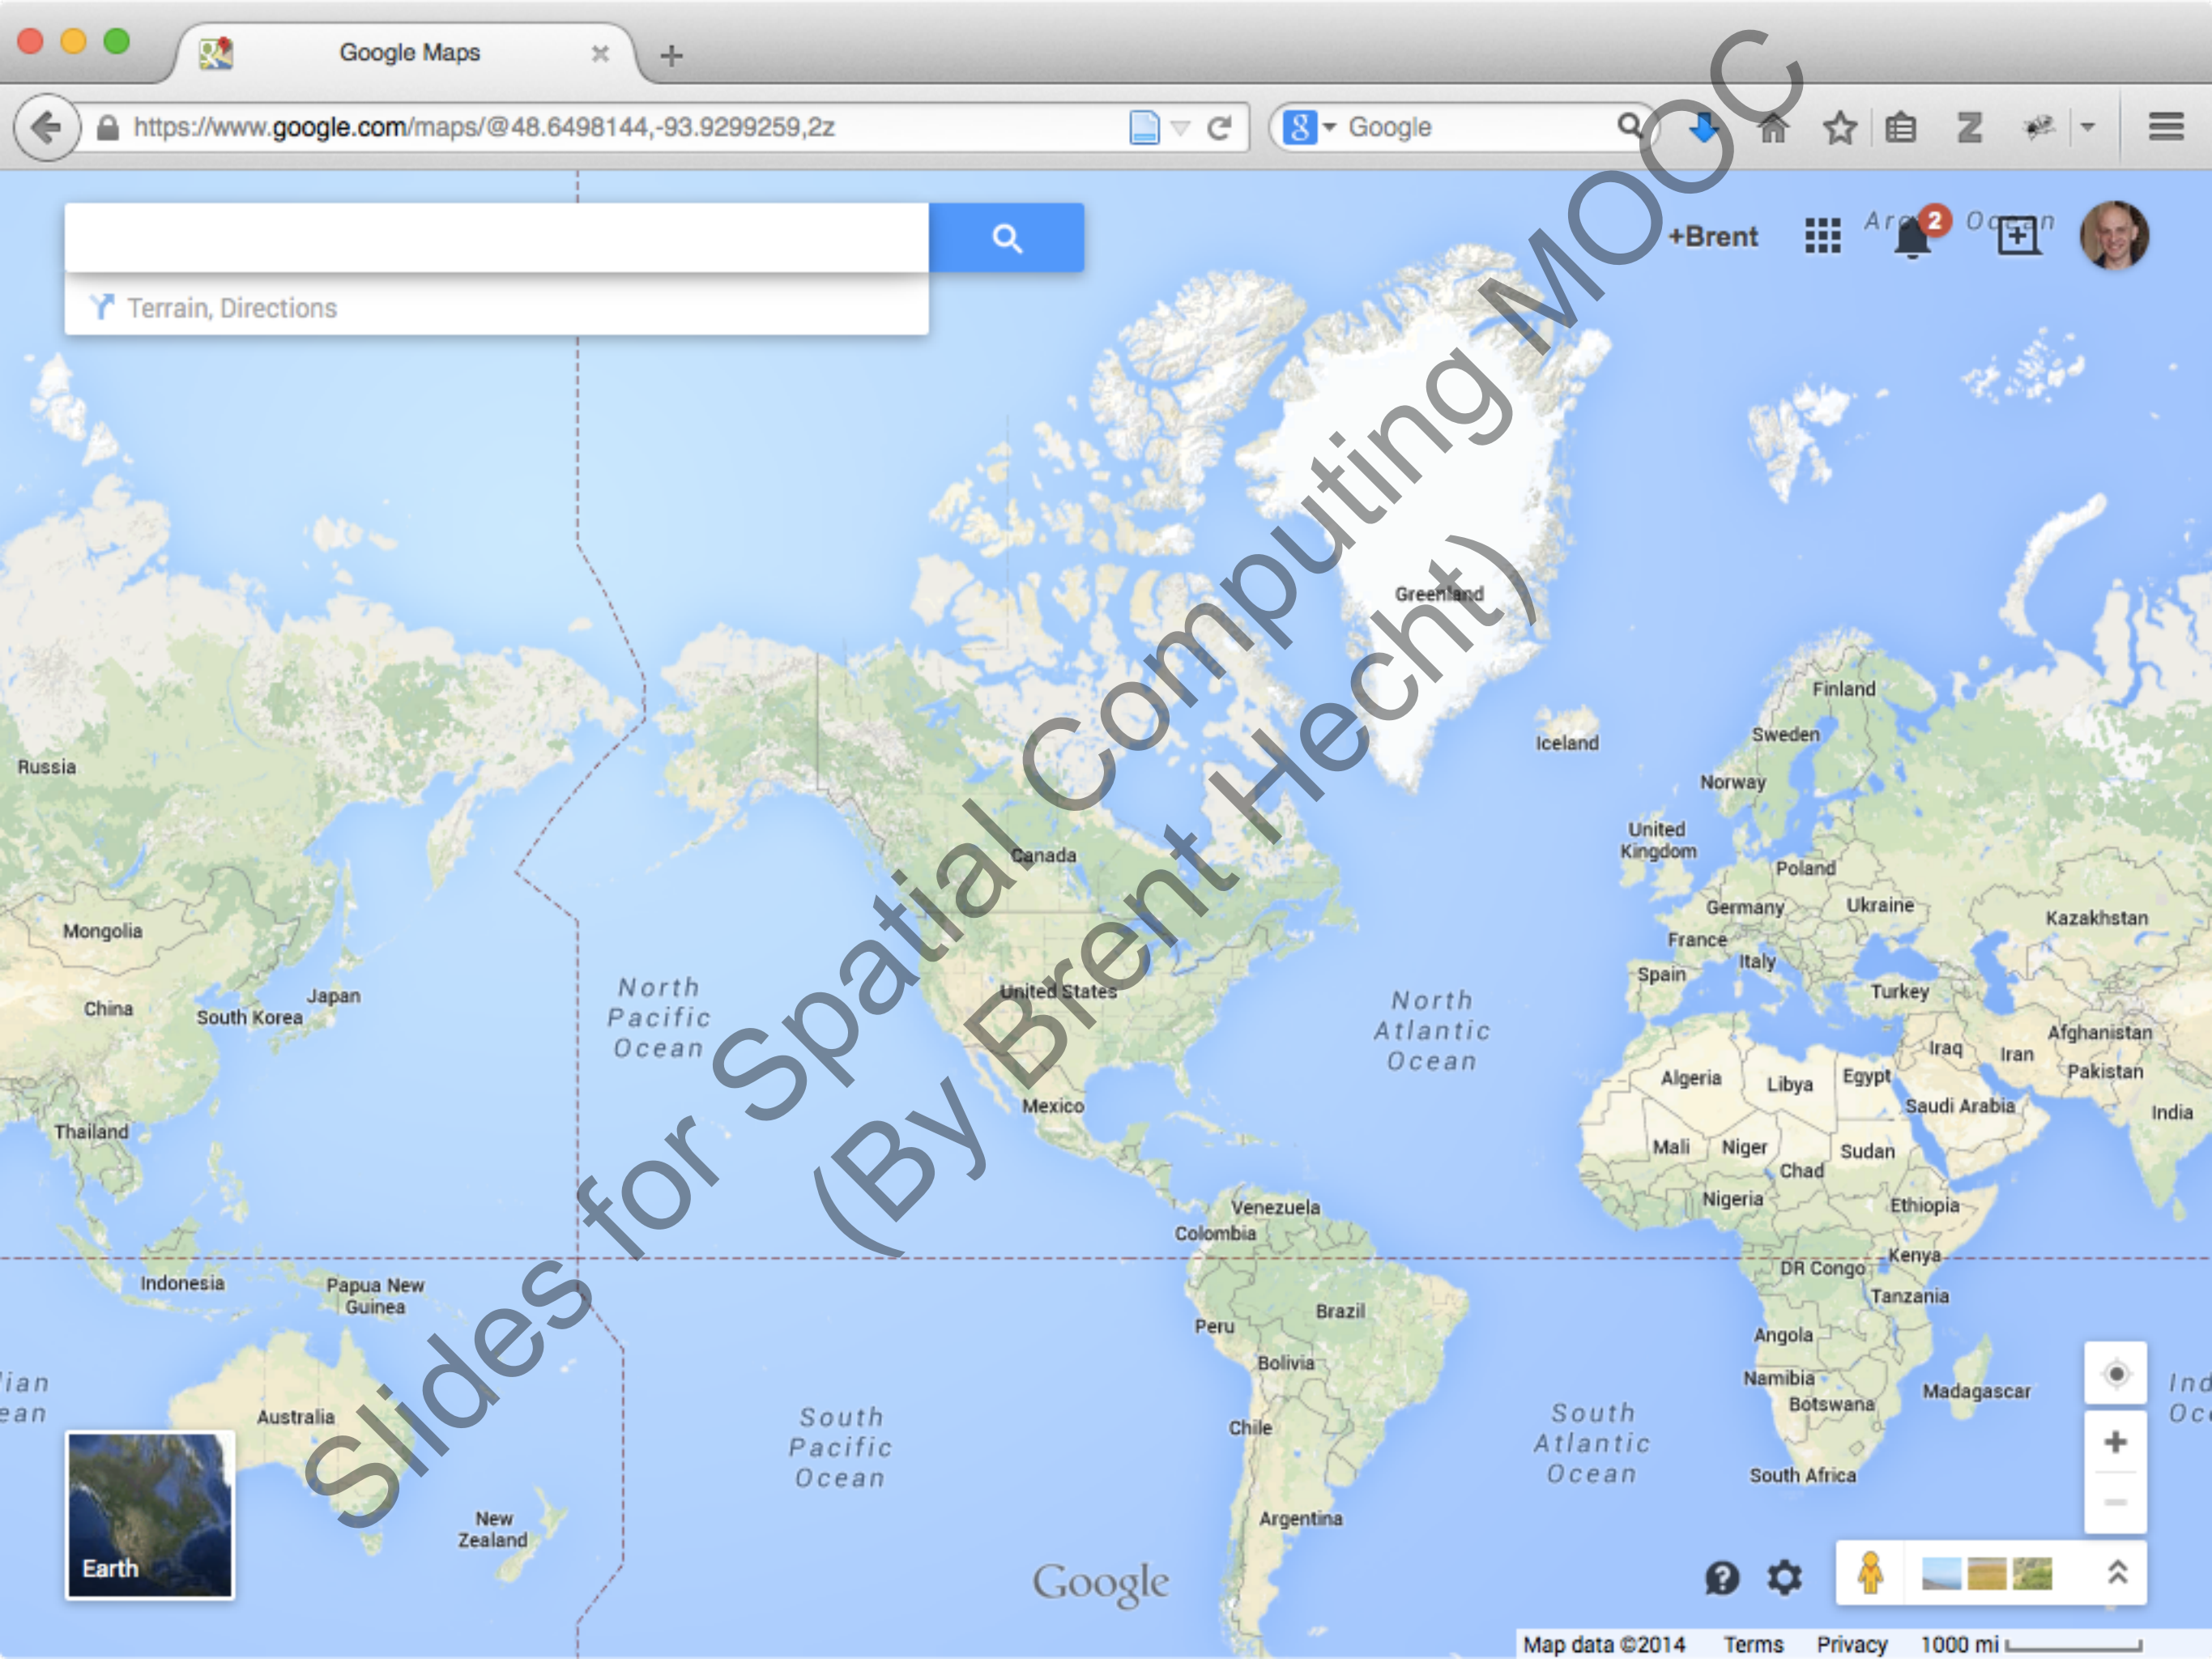 Google Maps
https://www.google.com/maps/@48.6498144,-93.9299259,2z
Google
+Brent
2
Terrain, Directions
Slides for Spatial Computing MOOC
(By Brent Hecht)
Greenland
Finland
Iceland
Sweden
Russia
Norway
United
Kingdom
Canada
Poland
Germany
Ukraine
Kazakhstan
Mongolia
France
Italy
Spain
North
Pacific
Ocean
United States
North
Atlantic
Ocean
Turkey
China
Japan
South Korea
Afghanistan
Iraq
Iran
Pakistan
Algeria
Libya
Egypt
Mexico
Saudi Arabia
India
Thailand
Mali
Niger
Sudan
Chad
Nigeria
Ethiopia
Venezuela
Colombia
Kenya
DR Congo
Indonesia
Papua New
Guinea
Tanzania
Brazil
Peru
Angola
Bolivia
Namibia
Madagascar
Botswana
Australia
South
Pacific
Ocean
Chile
South
Atlantic
Ocean
South Africa
New
Zealand
Argentina
Earth
Google
Map data ©2014 Terms Privacy 1000 mi